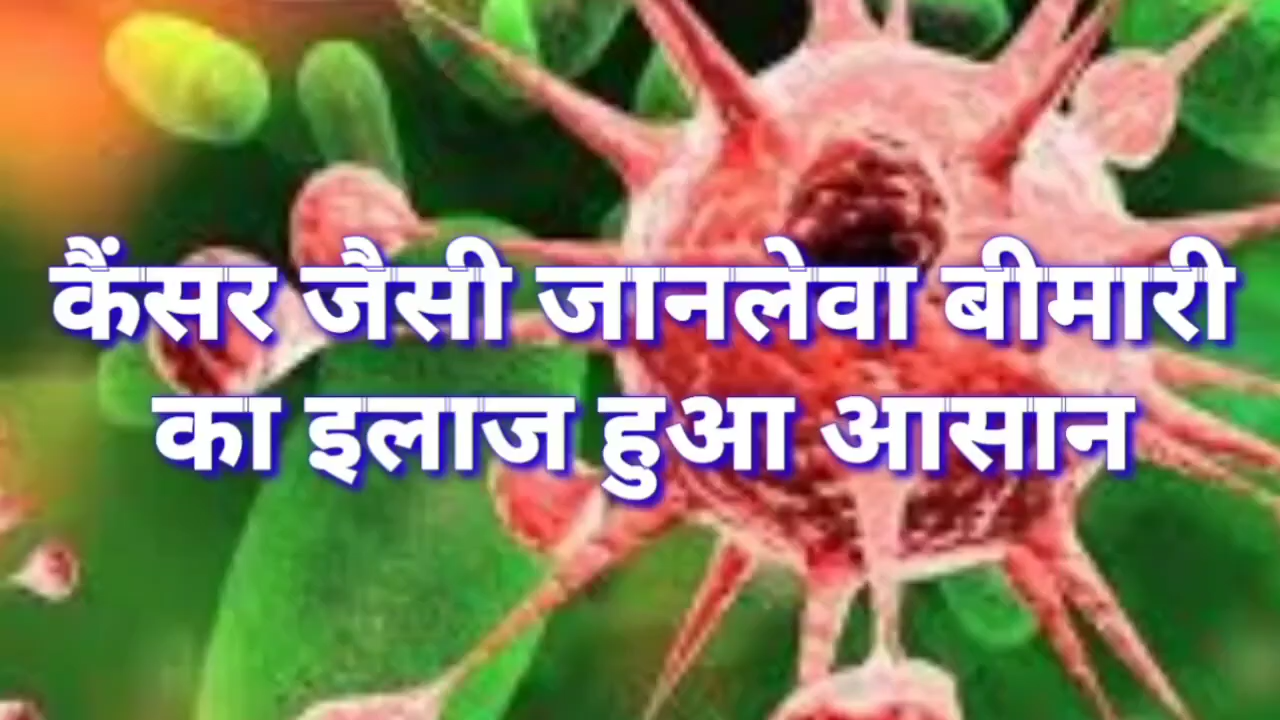 कैंसर जैसी जानलेवा बीमारी
का इलाज हुआ आसान